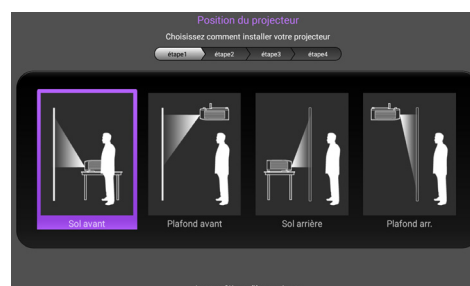 Position du projecteur
Choisissez comment installer votre projecteur
étape1 étape2 étape3 étape4
Sol avant Plafond avant Sol arrière Plafond arr.